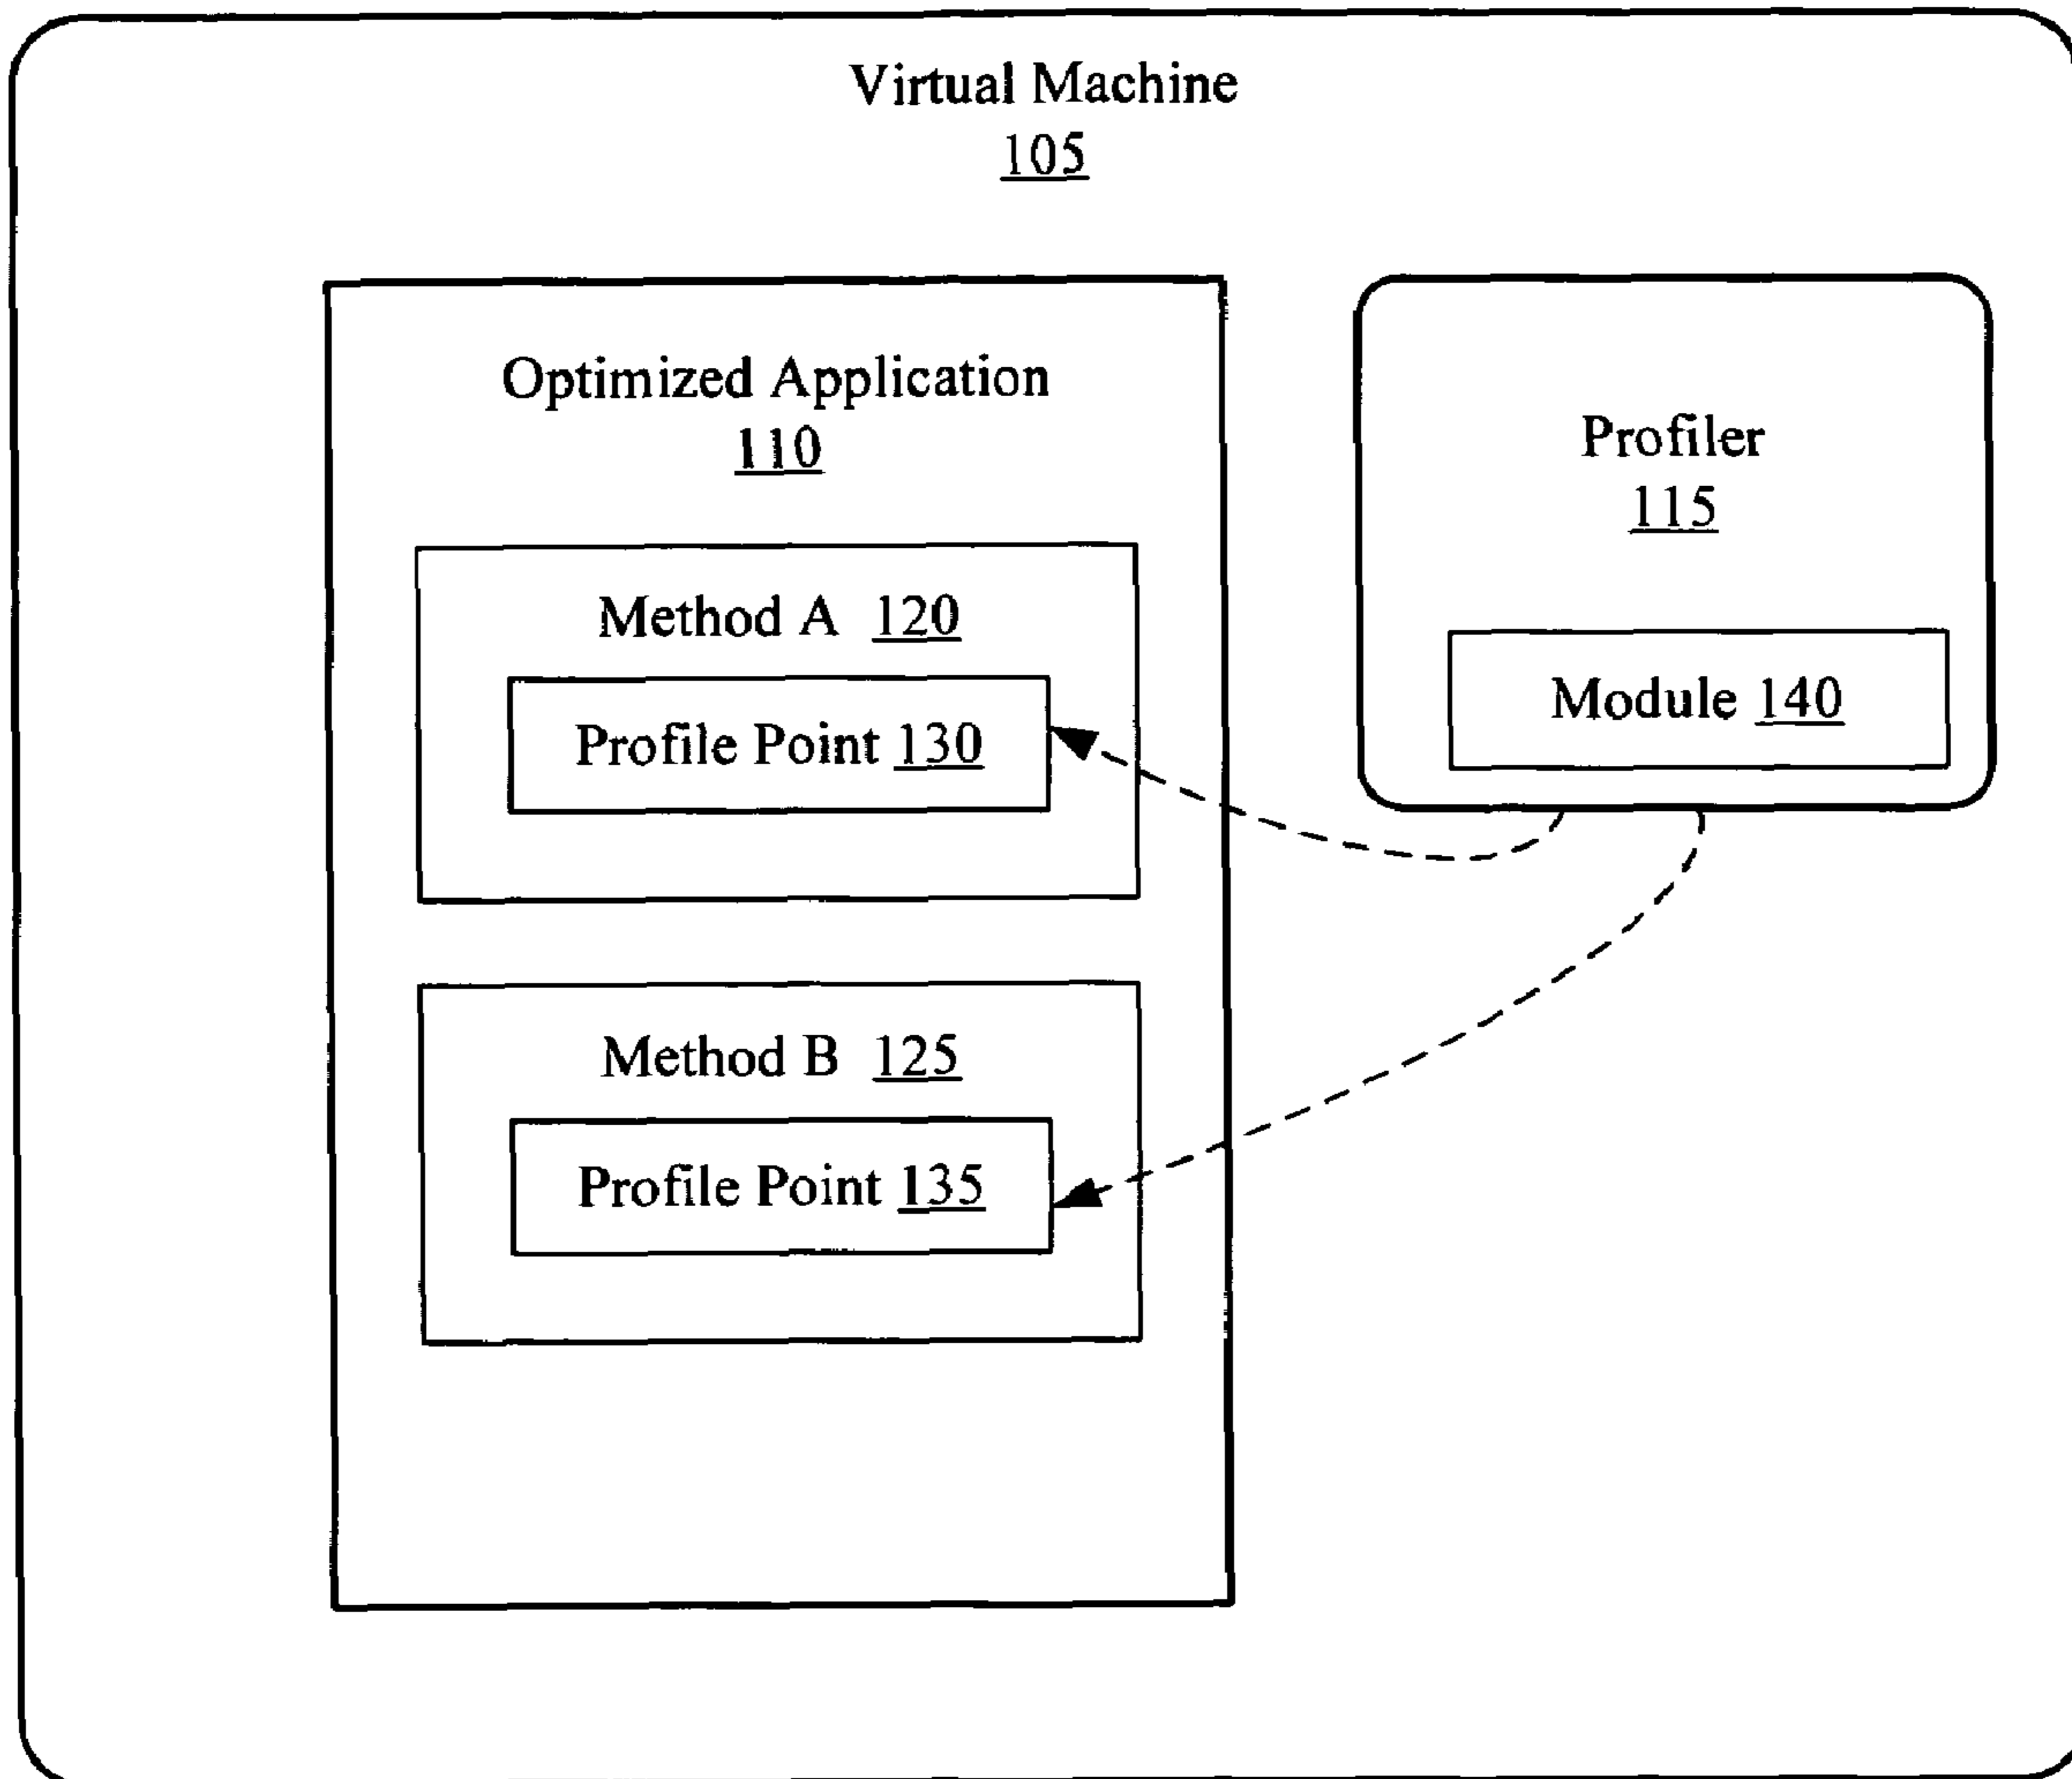 Virtual Machine
105
Optimized Application
110
Method A 120
Profile Point 130
Method B 125
Profile Point 135
Profiler
115
Module 140